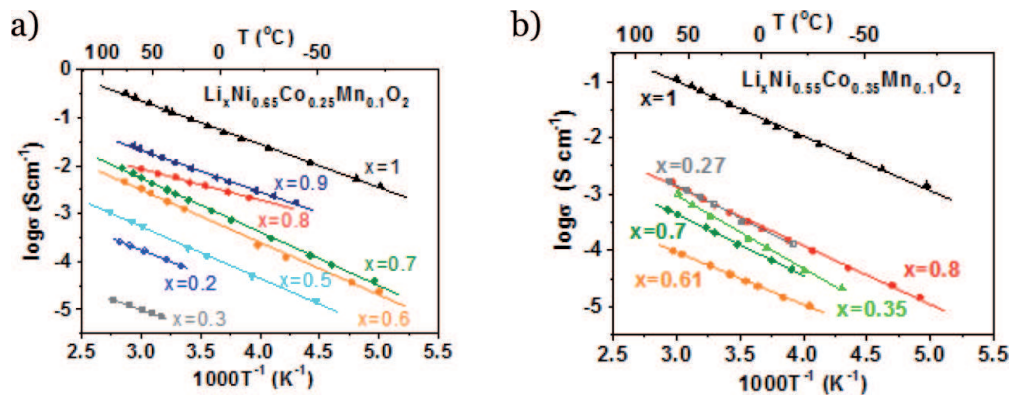 a)
T (°C)
100 50 0 -50
0
-1
-2
-3
-4
-5
logσ (Scm⁻¹)
LiₓNi₀.₆₅Co₀.₂₅Mn₀.₁O₂
x=1
x=0.9
x=0.8
x=0.7
x=0.5
x=0.2
x=0.6
x=0.3
2.5 3.0 3.5 4.0 4.5 5.0 5.5
1000T⁻¹ (K⁻¹)
b)
T (°C)
100 50 0 -50
-1
-2
-3
-4
-5
logσ (S cm⁻¹)
LiₓNi₀.₅₅Co₀.₃₅Mn₀.₁O₂
x=1
x=0.27
x=0.7
x=0.8
x=0.61
x=0.35
2.5 3.0 3.5 4.0 4.5 5.0 5.5
1000T⁻¹ (K⁻¹)